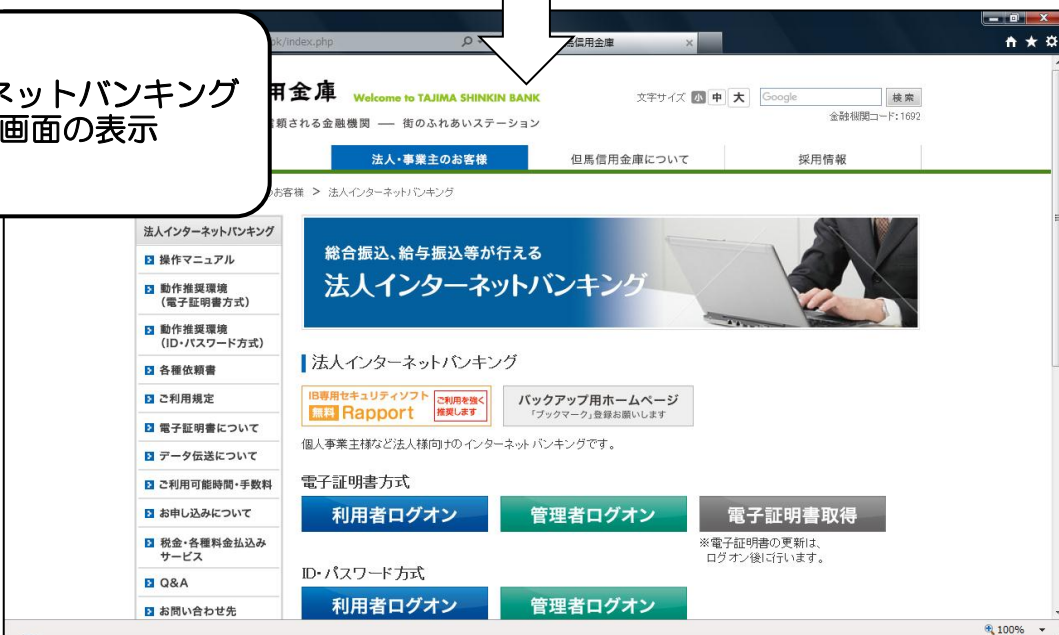 ok/index.php
馬信用金庫
ネットバンキング
画面の表示
用金庫 Welcome to TAJIMA SHINKIN BANK
文字サイズ 小 中 大 Google 検索
頼される金融機関 ― 街のふれあいステーション
金融機関コード:1692
法人・事業主のお客様 但馬信用金庫について 採用情報
お客様 > 法人インターネットバンキング
法人インターネットバンキング
操作マニュアル
動作推奨環境
(電子証明書方式)
動作推奨環境
(ID・パスワード方式)
各種依頼書
ご利用規定
電子証明書について
データ伝送について
ご利用可能時間・手数料
お申し込みについて
税金・各種料金払込み
サービス
Q&A
お問い合わせ先
総合振込、給与振込等が行える
法人インターネットバンキング
法人インターネットバンキング
IB専用セキュリティソフト
無料 Rapport
ご利用を強く
推奨します
バックアップ用ホームページ
「ブックマーク」登録お願いします
個人事業主様など法人様向けのインターネットバンキングです。
電子証明書方式
利用者ログオン 管理者ログオン 電子証明書取得
※電子証明書の更新は、
ログオン後に行います。
ID・パスワード方式
利用者ログオン 管理者ログオン
100%